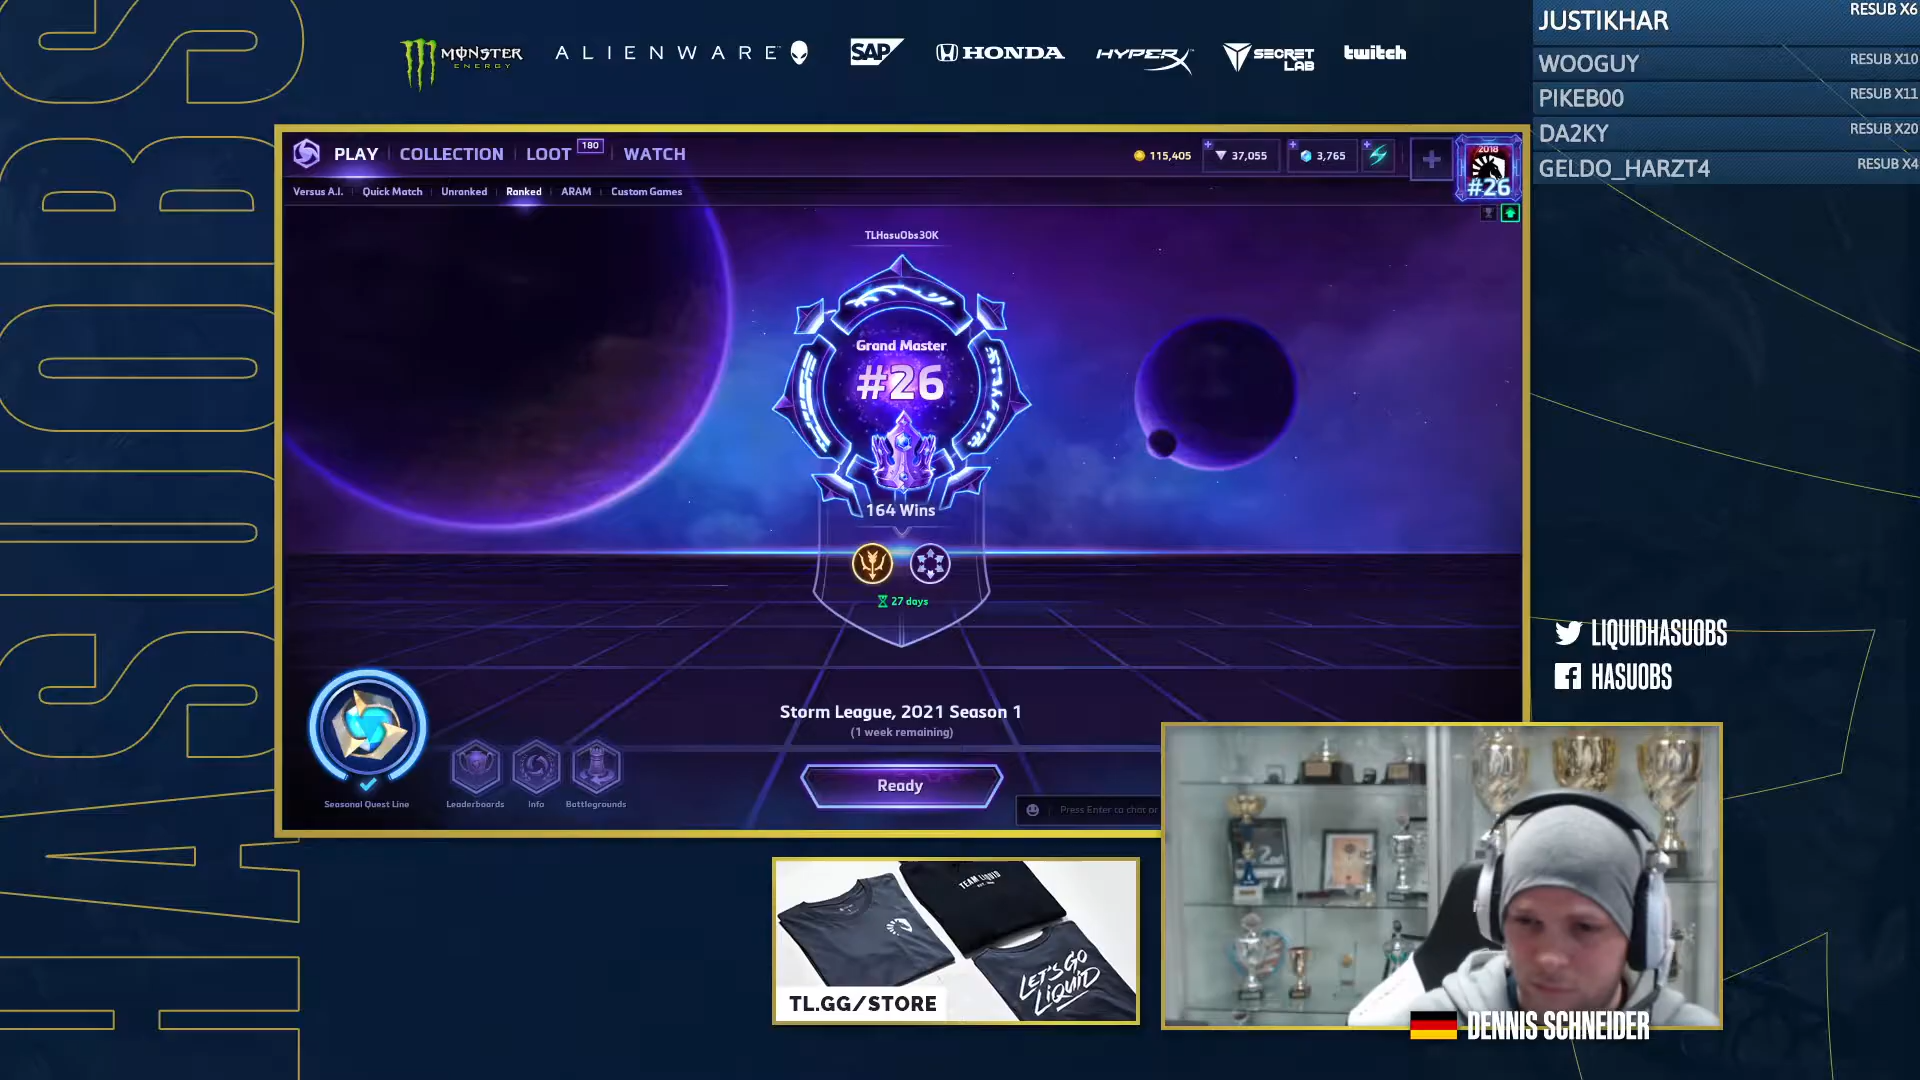 HASUOBS
MONSTER
ENERGY
ALIENWARE
SAP
HONDA
HYPERX
SECRET
LAB
twitch
JUSTIKHAR RESUB X6
WOOGUY RESUB X10
PIKEB00 RESUB X11
DA2KY RESUB X20
GELDO_HARZT4 RESUB X4
PLAY COLLECTION LOOT 180 WATCH
115,405 37,055 3,765
2018
#26
Versus A.I. Quick Match Unranked Ranked ARAM Custom Games
TLHasuObs30K
Grand Master
#26
164 Wins
27 days
Storm League, 2021 Season 1
(1 week remaining)
Ready
Seasonal Quest Line Leaderboards Info Battlegrounds
Press Enter to chat or
LIQUIDHASUOBS
HASUOBS
TEAM LIQUID
LET'S GO
LIQUID
TL.GG/STORE
2nd
DENNIS SCHNEIDER